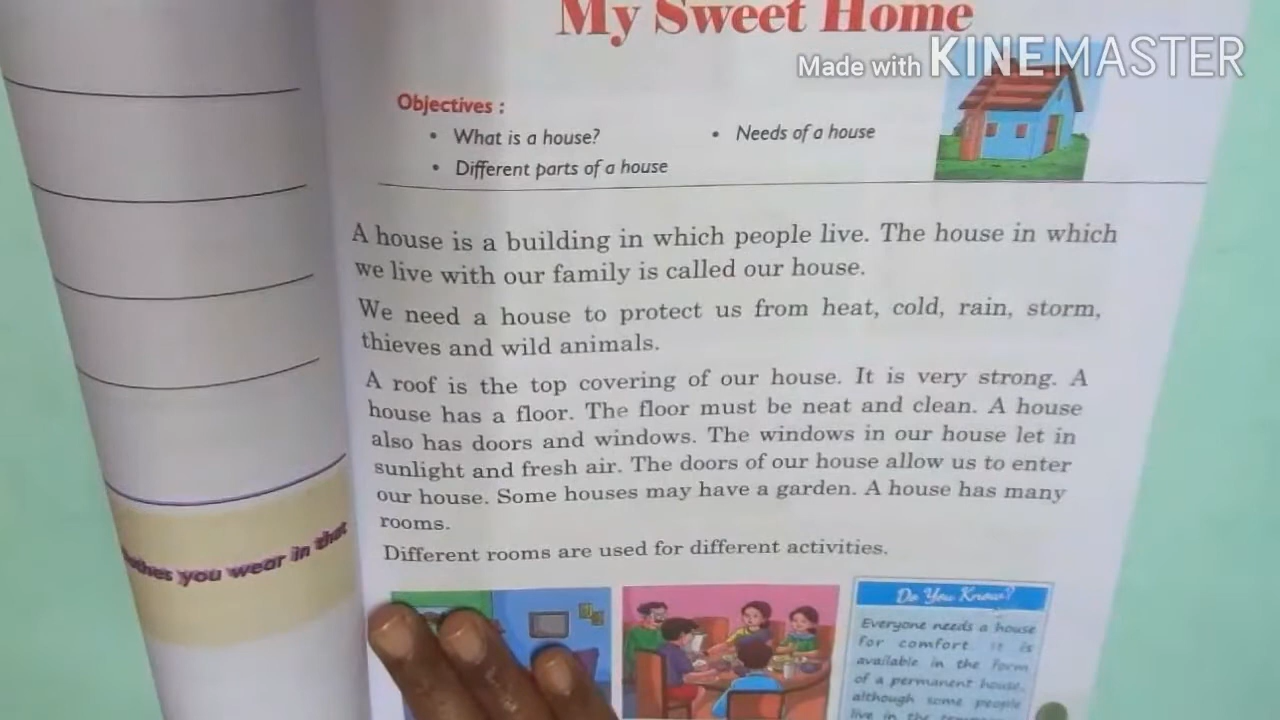 My Sweet Home
Made with KINEMASTER
Objectives :
• What is a house?
• Needs of a house
• Different parts of a house
A house is a building in which people live. The house in which
we live with our family is called our house.
We need a house to protect us from heat, cold, rain, storm,
thieves and wild animals.
A roof is the top covering of our house. It is very strong. A
house has a floor. The floor must be neat and clean. A house
also has doors and windows. The windows in our house let in
sunlight and fresh air. The doors of our house allow us to enter
our house. Some houses may have a garden. A house has many
rooms.
Different rooms are used for different activities.
you wear in that
Do You Know?
Everyone needs a house
for comfort. It is
available in the form
of a permanent house,
although some people
live in the